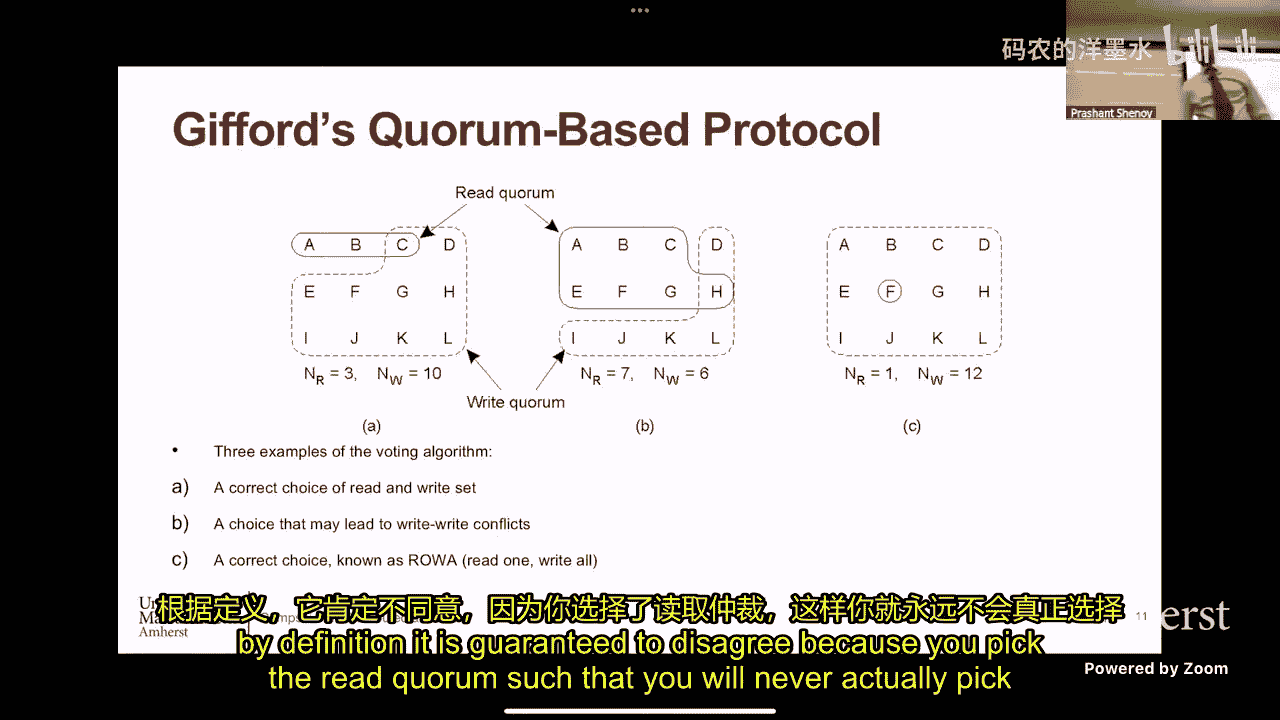 码农的洋墨水 bilibili
Prashant Shenoy
Gifford's Quorum-Based Protocol
Read quorum
A B C D
E F G H
I J K L
NR = 3, NW = 10
(a)
A B C D
E F G H
I J K L
NR = 7, NW = 6
(b)
A B C D
E F G H
I J K L
NR = 1, NW = 12
(c)
Write quorum
• Three examples of the voting algorithm:
a) A correct choice of read and write set
b) A choice that may lead to write-write conflicts
c) A correct choice, known as ROWA (read one, write all)
根据定义，它肯定不同意，因为你选择了读取仲裁，这样你就永远不会真正选择
by definition it is guaranteed to disagree because you pick
the read quorum such that you will never actually pick
Amherst
11
Powered by Zoom